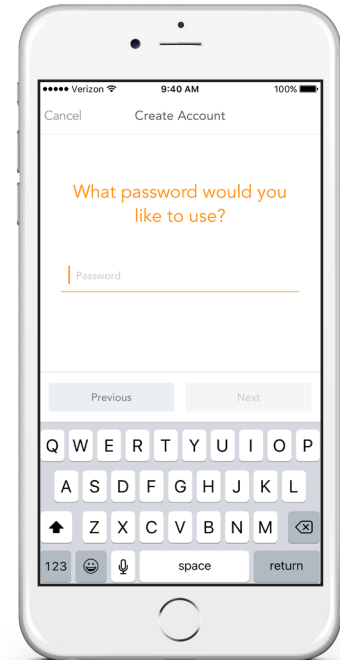 Verizon 9:40 AM 100%
Cancel Create Account
What password would you
like to use?
Password
Previous Next
Q W E R T Y U I O P
A S D F G H J K L
Z X C V B N M
123 space return